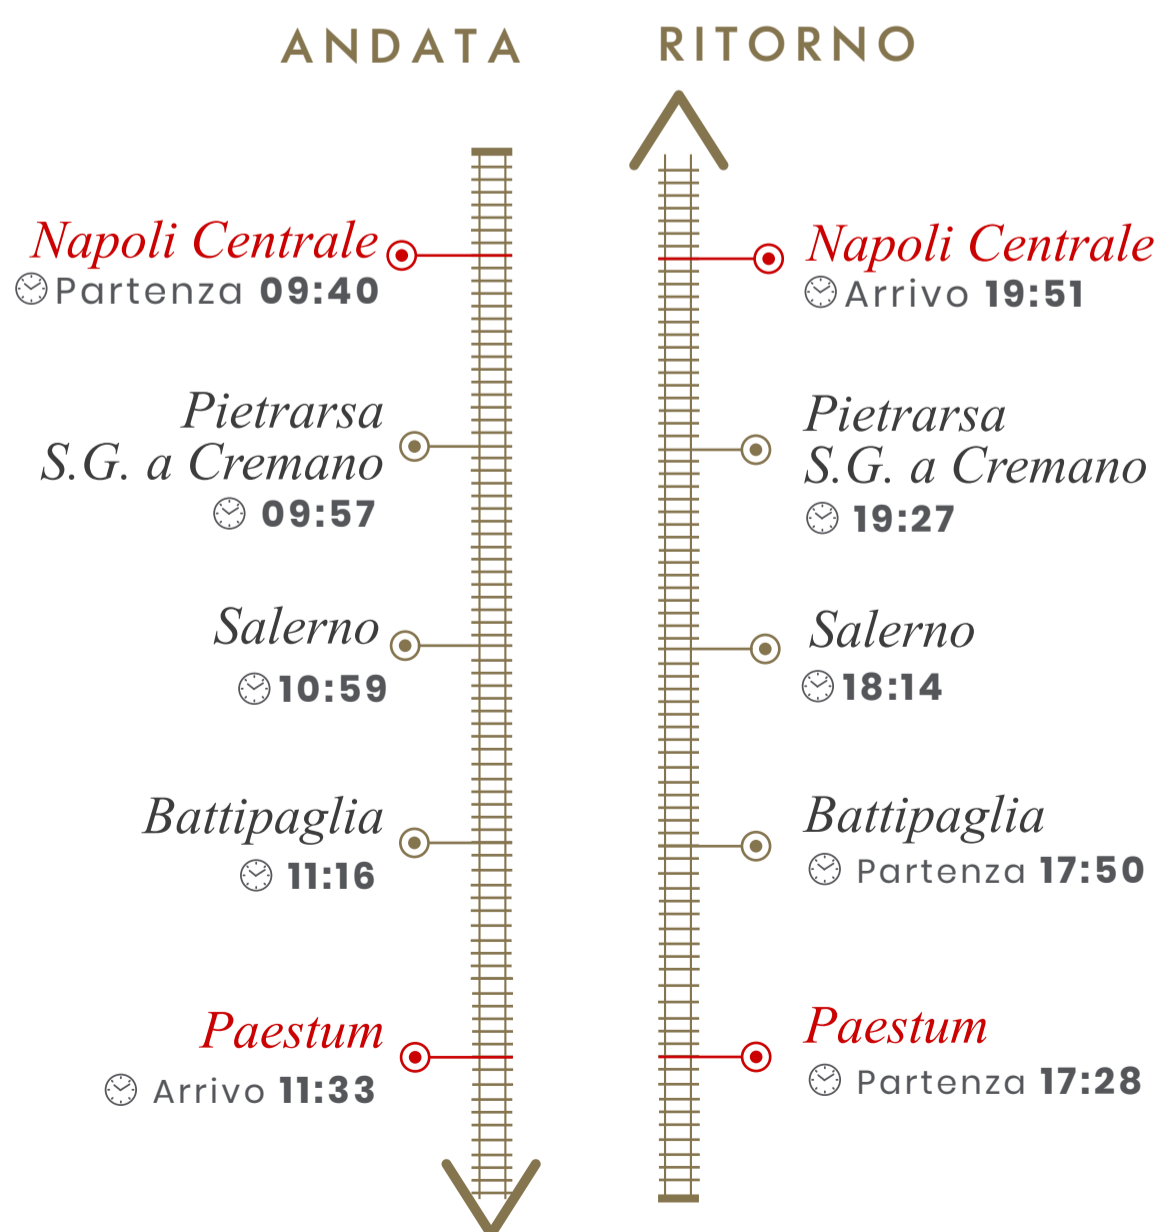 ANDATA
Napoli Centrale
Partenza 09:40
Pietrarsa
S.G. a Cremano
09:57
Salerno
10:59
Battipaglia
11:16
Paestum
Arrivo 11:33
RITORNO
Napoli Centrale
Arrivo 19:51
Pietrarsa
S.G. a Cremano
19:27
Salerno
18:14
Battipaglia
Partenza 17:50
Paestum
Partenza 17:28